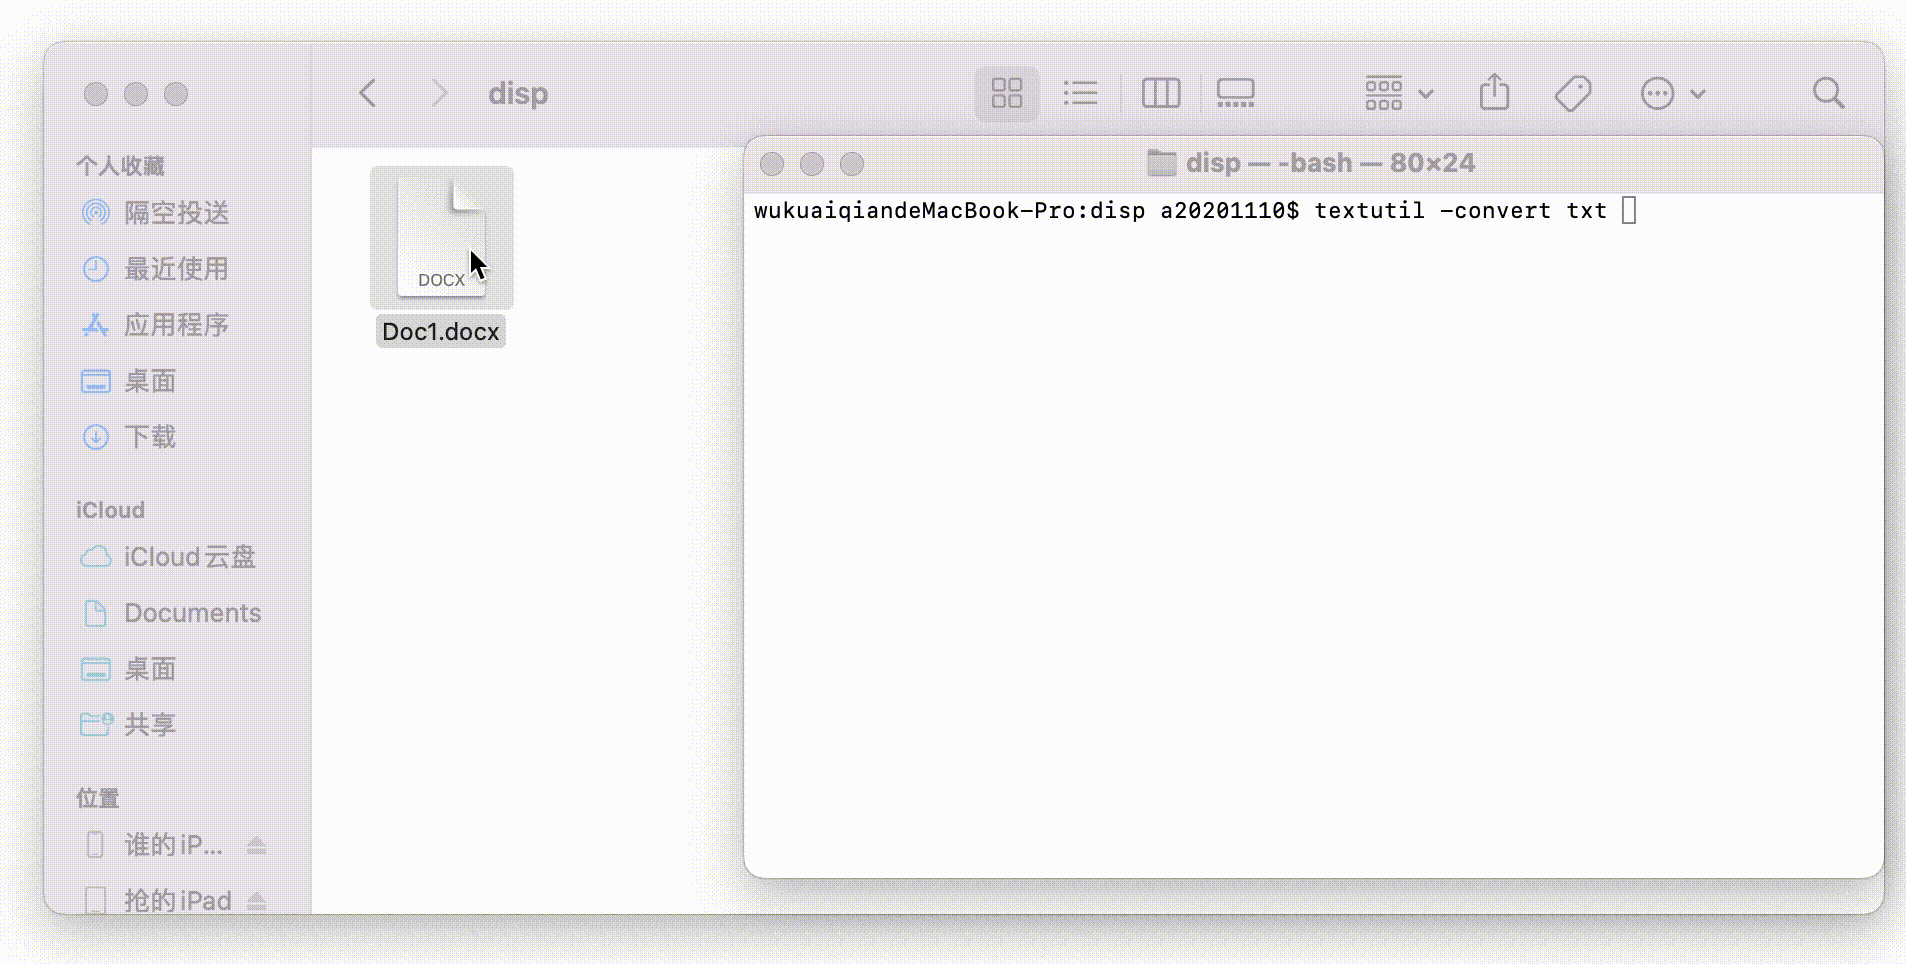 disp
个人收藏
隔空投送
最近使用
应用程序
桌面
下载
iCloud
iCloud云盘
Documents
桌面
共享
位置
谁的iP...
抢的iPad
DOCX
Doc1.docx
disp — -bash — 80×24
wukuaiqiandeMacBook-Pro:disp a20201110$ textutil -convert txt